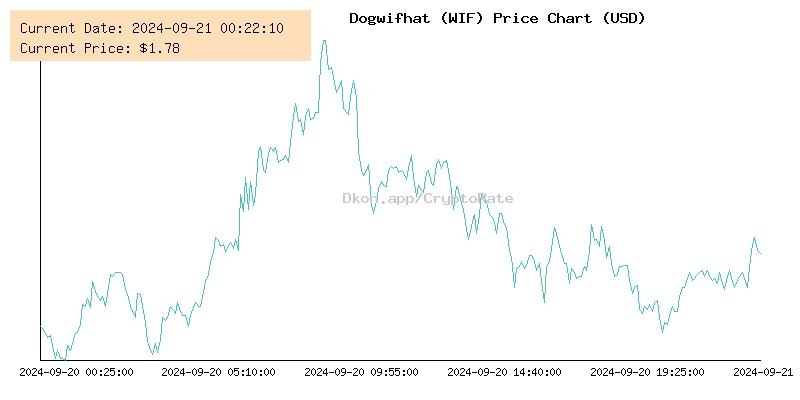 Dogwifhat (WIF) Price Chart (USD)
Current Date: 2024-09-21 00:22:10
Current Price: $1.78
Dkon.app/CryptoRate
2024-09-20 00:25:00 2024-09-20 05:10:00 2024-09-20 09:55:00 2024-09-20 14:40:00 2024-09-20 19:25:00 2024-09-21